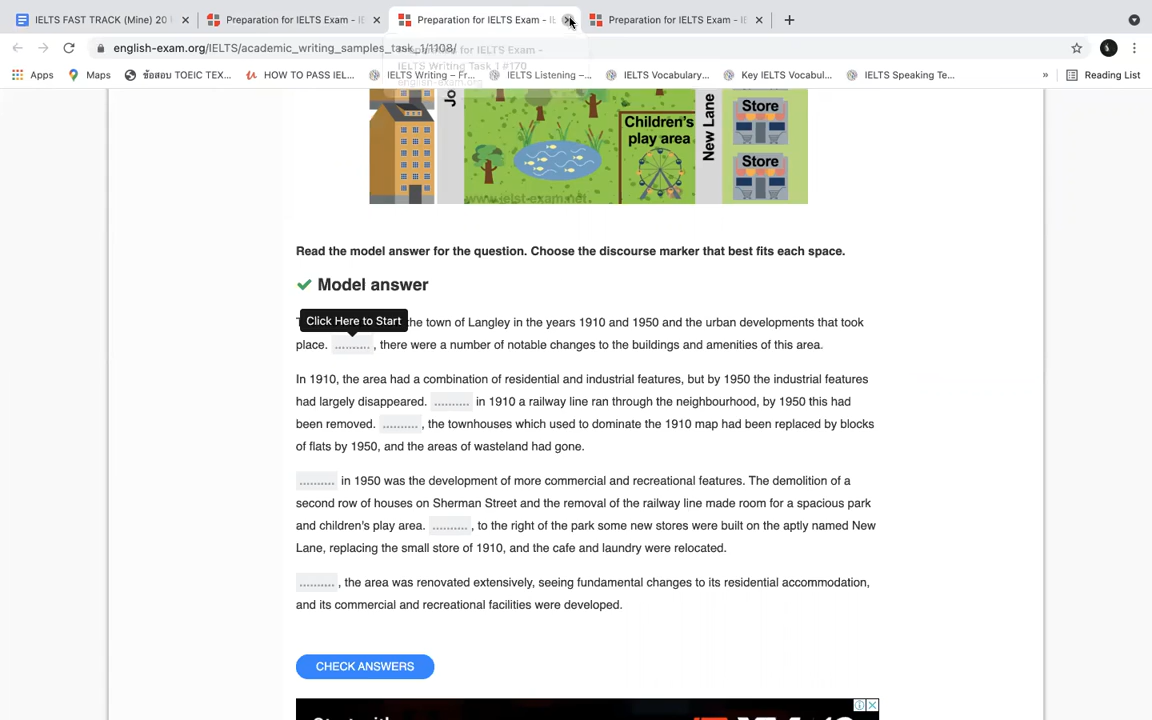 IELTS FAST TRACK (Mine) 20
Preparation for IELTS Exam - I
Preparation for IELTS Exam - I
Preparation for IELTS Exam - I
english-exam.org/IELTS/academic_writing_samples_task_1/1108/
for IELTS Exam -
IELTS Writing Task 1 #170
english-exam.org
Apps
Maps
ข้อสอบ TOEIC TEX...
HOW TO PASS IEL...
IELTS Writing – Fr...
IELTS Listening –...
IELTS Vocabulary...
Key IELTS Vocabul...
IELTS Speaking Te...
»
Reading List
Jo
Children's
play area
New Lane
Store
Store
www.ielst-exam.net
Read the model answer for the question. Choose the discourse marker that best fits each space.
Model answer
Click Here to Start
the town of Langley in the years 1910 and 1950 and the urban developments that took
place. .........., there were a number of notable changes to the buildings and amenities of this area.
In 1910, the area had a combination of residential and industrial features, but by 1950 the industrial features
had largely disappeared. .......... in 1910 a railway line ran through the neighbourhood, by 1950 this had
been removed. .........., the townhouses which used to dominate the 1910 map had been replaced by blocks
of flats by 1950, and the areas of wasteland had gone.
.......... in 1950 was the development of more commercial and recreational features. The demolition of a
second row of houses on Sherman Street and the removal of the railway line made room for a spacious park
and children's play area. .........., to the right of the park some new stores were built on the aptly named New
Lane, replacing the small store of 1910, and the cafe and laundry were relocated.
.........., the area was renovated extensively, seeing fundamental changes to its residential accommodation,
and its commercial and recreational facilities were developed.
CHECK ANSWERS